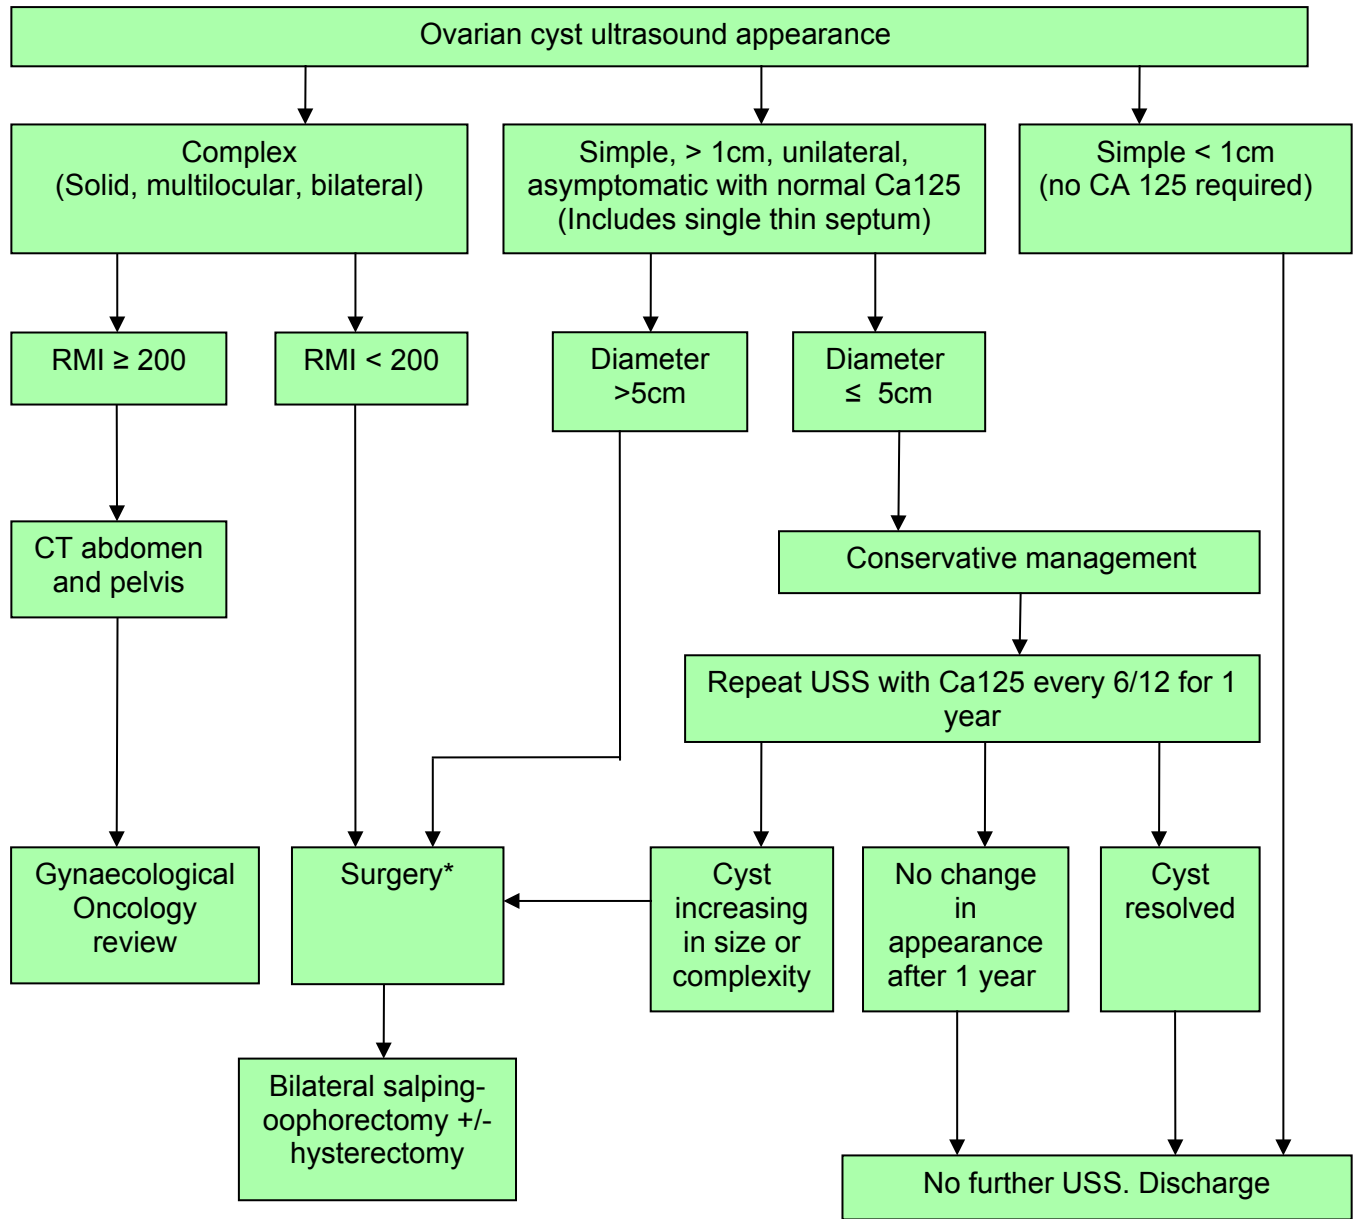 Ovarian cyst ultrasound appearance
Complex
(Solid, multilocular, bilateral)
Simple, > 1cm, unilateral,
asymptomatic with normal Ca125
(Includes single thin septum)
Simple < 1cm
(no CA 125 required)
RMI ≥ 200
RMI < 200
Diameter
>5cm
Diameter
≤ 5cm
CT abdomen
and pelvis
Conservative management
Repeat USS with Ca125 every 6/12 for 1
year
Gynaecological
Oncology
review
Surgery*
Cyst
increasing
in size or
complexity
No change
in
appearance
after 1 year
Cyst
resolved
Bilateral salping-
oophorectomy +/-
hysterectomy
No further USS. Discharge